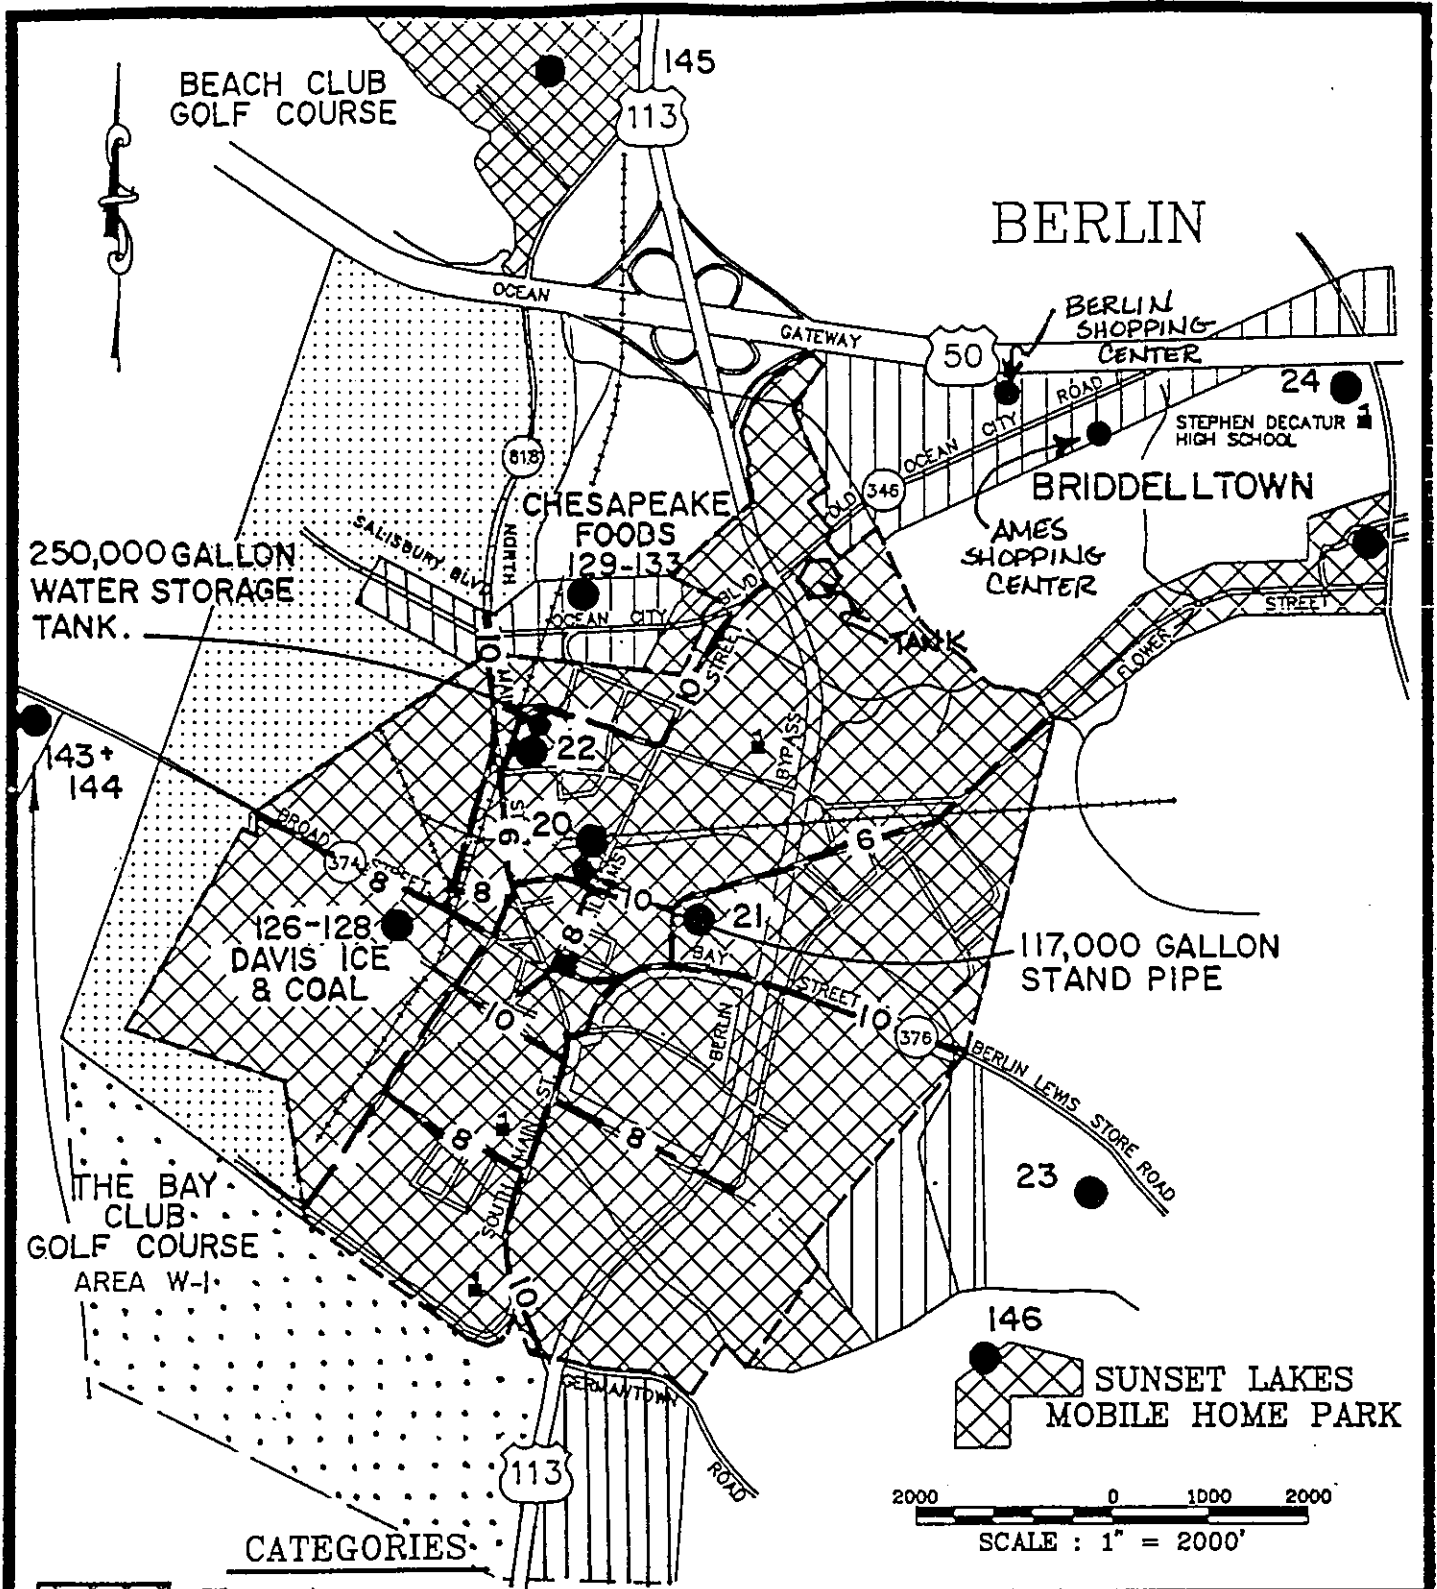 BEACH CLUB
GOLF COURSE
145
113
BERLIN
OCEAN
GATEWAY
50
BERLIN
SHOPPING
CENTER
24
STEPHEN DECATUR
HIGH SCHOOL
OLD
OCEAN
CITY
ROAD
346
BRIDDELLTOWN
818
NORTH
CHESAPEAKE
FOODS
129-133
AMES
SHOPPING
CENTER
SALISBURY BLVD
250,000 GALLON
WATER STORAGE
TANK.
OCEAN CITY
BLVD
STREET
TANK
FLOWER
STREET
10
MAIN
10
22
BYPASS
143+
144
BROAD
STREET
374
8
8
6
20
6
10
8
21
BAY
STREET
10
376
BERLIN LEWIS STORE ROAD
117,000 GALLON
STAND PIPE
126-128
DAVIS ICE
& COAL
10
BERLIN
8
8
SOUTH MAIN ST.
23
THE BAY
CLUB
GOLF COURSE
AREA W-1
10
146
SUNSET LAKES
MOBILE HOME PARK
GERMANTOWN
ROAD
113
2000 0 1000 2000
SCALE : 1" = 2000'
CATEGORIES